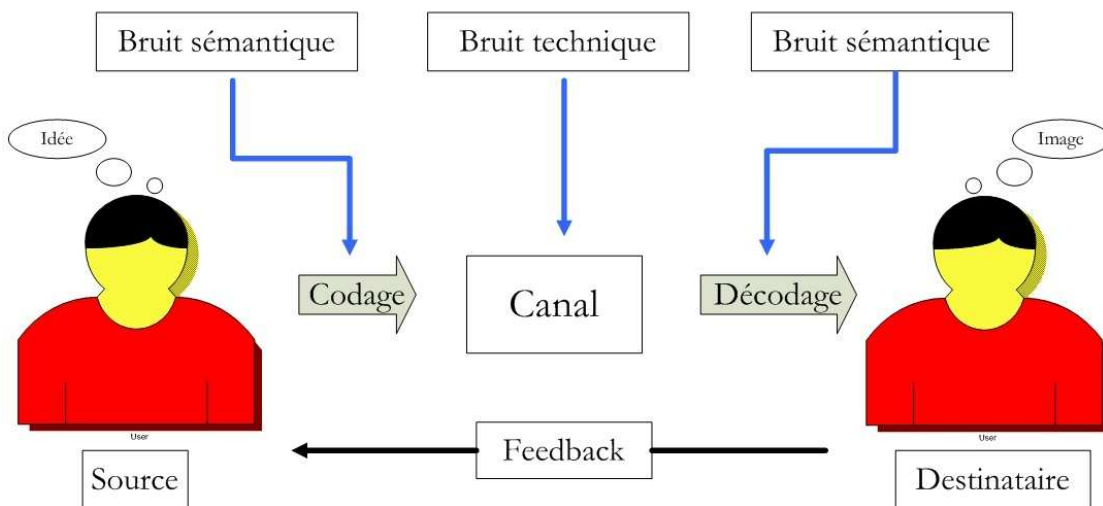 Bruit sémantique
Bruit technique
Bruit sémantique
Idée
Image
Codage
Canal
Décodage
User
User
Feedback
Source
Destinataire